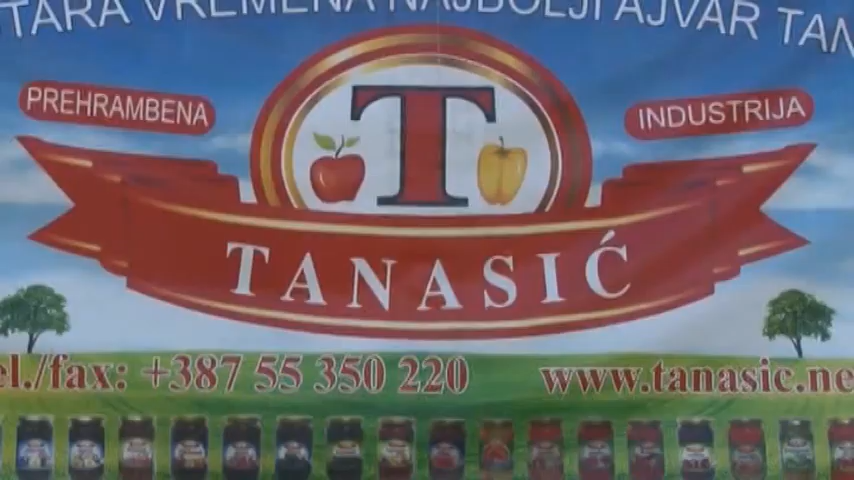 TARA VREMENA NAJBOLJI AJVAR TAN
PREHRAMBENA
INDUSTRIJA
T
TANASIĆ
el./fax: +387 55 350 220
www.tanasic.ne